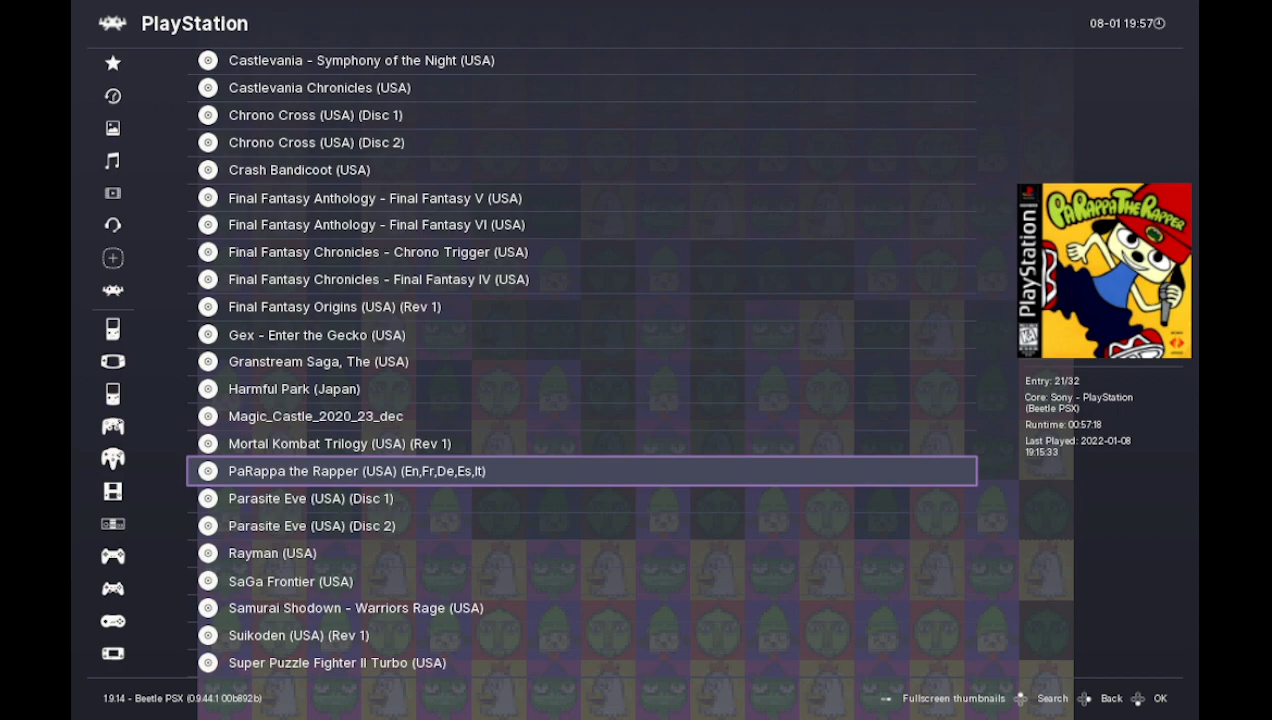 PlayStation
08-01 19:57
Castlevania - Symphony of the Night (USA)
Castlevania Chronicles (USA)
Chrono Cross (USA) (Disc 1)
Chrono Cross (USA) (Disc 2)
Crash Bandicoot (USA)
Final Fantasy Anthology - Final Fantasy V (USA)
Final Fantasy Anthology - Final Fantasy VI (USA)
Final Fantasy Chronicles - Chrono Trigger (USA)
Final Fantasy Chronicles - Final Fantasy IV (USA)
Final Fantasy Origins (USA) (Rev 1)
Gex - Enter the Gecko (USA)
Granstream Saga, The (USA)
Harmful Park (Japan)
Magic_Castle_2020_23_dec
Mortal Kombat Trilogy (USA) (Rev 1)
PaRappa the Rapper (USA) (En,Fr,De,Es,It)
Parasite Eve (USA) (Disc 1)
Parasite Eve (USA) (Disc 2)
Rayman (USA)
SaGa Frontier (USA)
Samurai Shodown - Warriors Rage (USA)
Suikoden (USA) (Rev 1)
Super Puzzle Fighter II Turbo (USA)
PlayStation
PaRappa The Rapper
K-A
Entry: 21/32
Core: Sony - PlayStation
(Beetle PSX)
Runtime: 00:57:18
Last Played: 2022-01-08
19:15:33
1.9.14 - Beetle PSX (0.9.44.1 00b892b)
Fullscreen thumbnails
Search
Back
OK